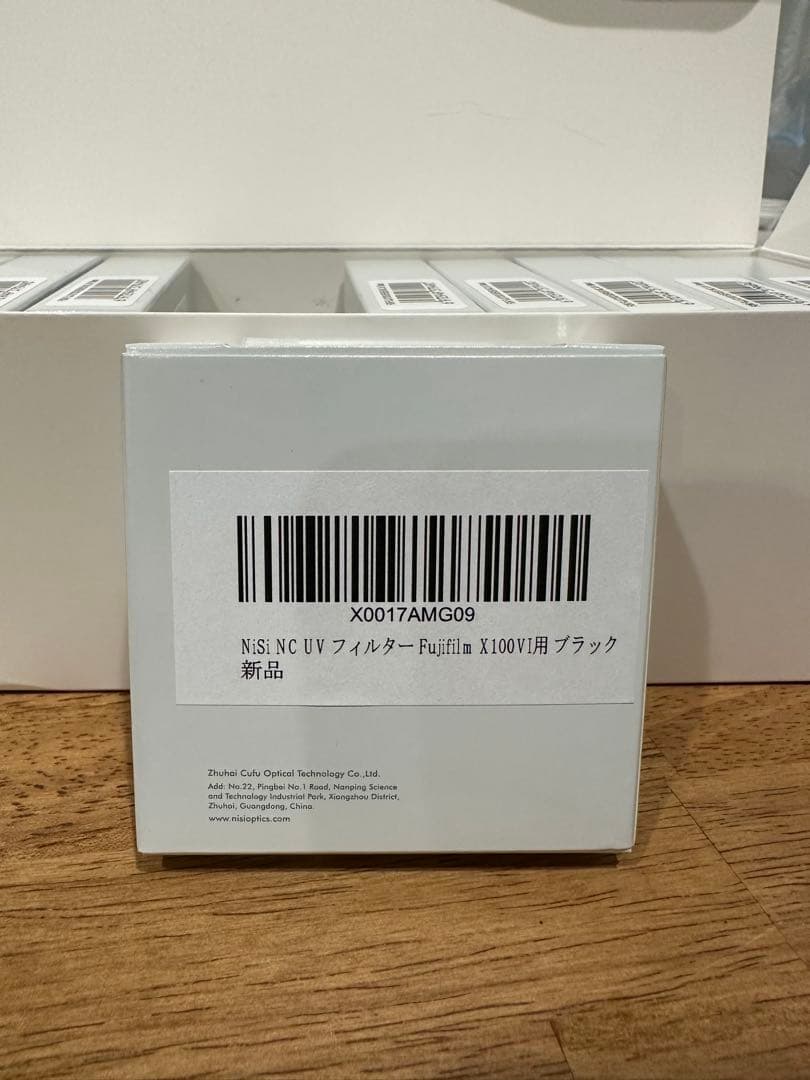 X0017AMG09
NiSi NC UV フィルター Fujifilm X100VI用 ブラック
新品
Zhuhai Cufu Optical Technology Co.,Ltd.
Add: No.22, Pingbei No.1 Road, Nanping Science
and Technology Industrial Park, Xiangzhou District,
Zhuhai, Guangdong, China.
www.nisioptics.com